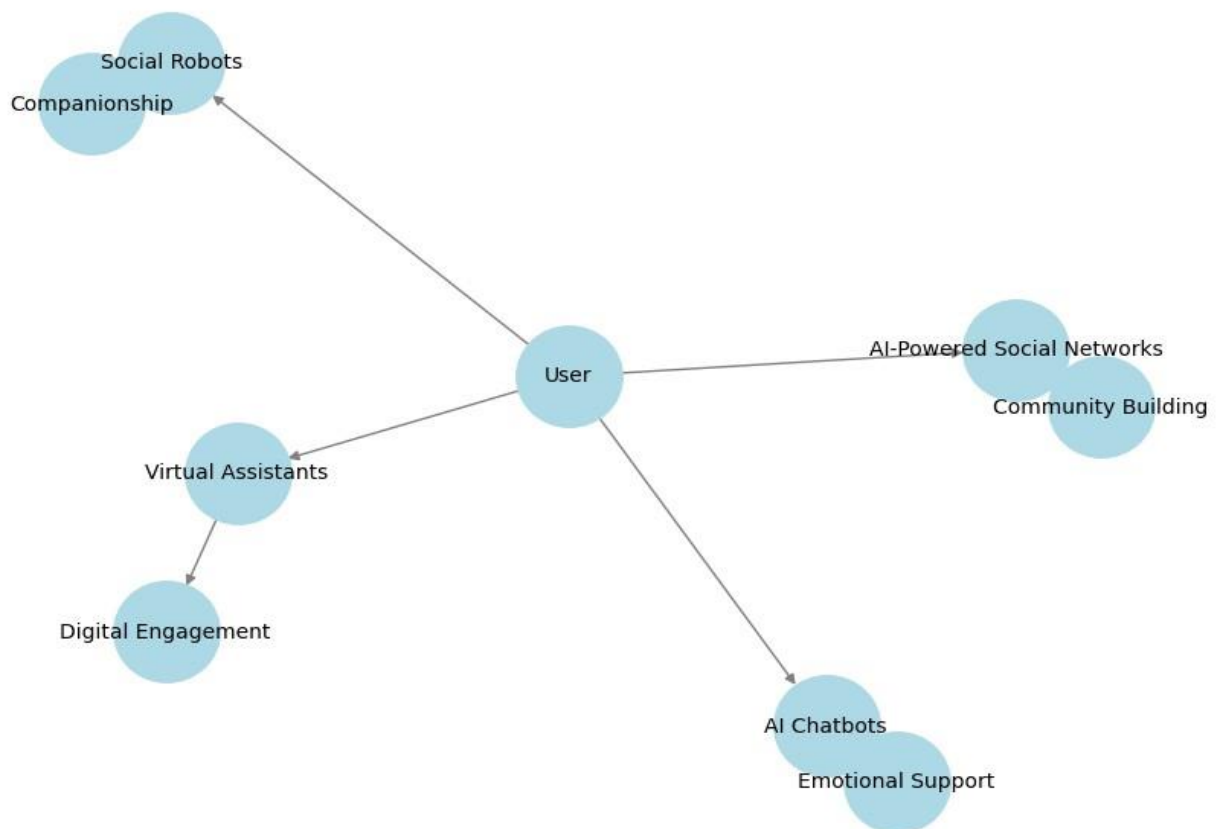 Social Robots
Companionship
AI-Powered Social Networks
User
Community Building
Virtual Assistants
Digital Engagement
AI Chatbots
Emotional Support